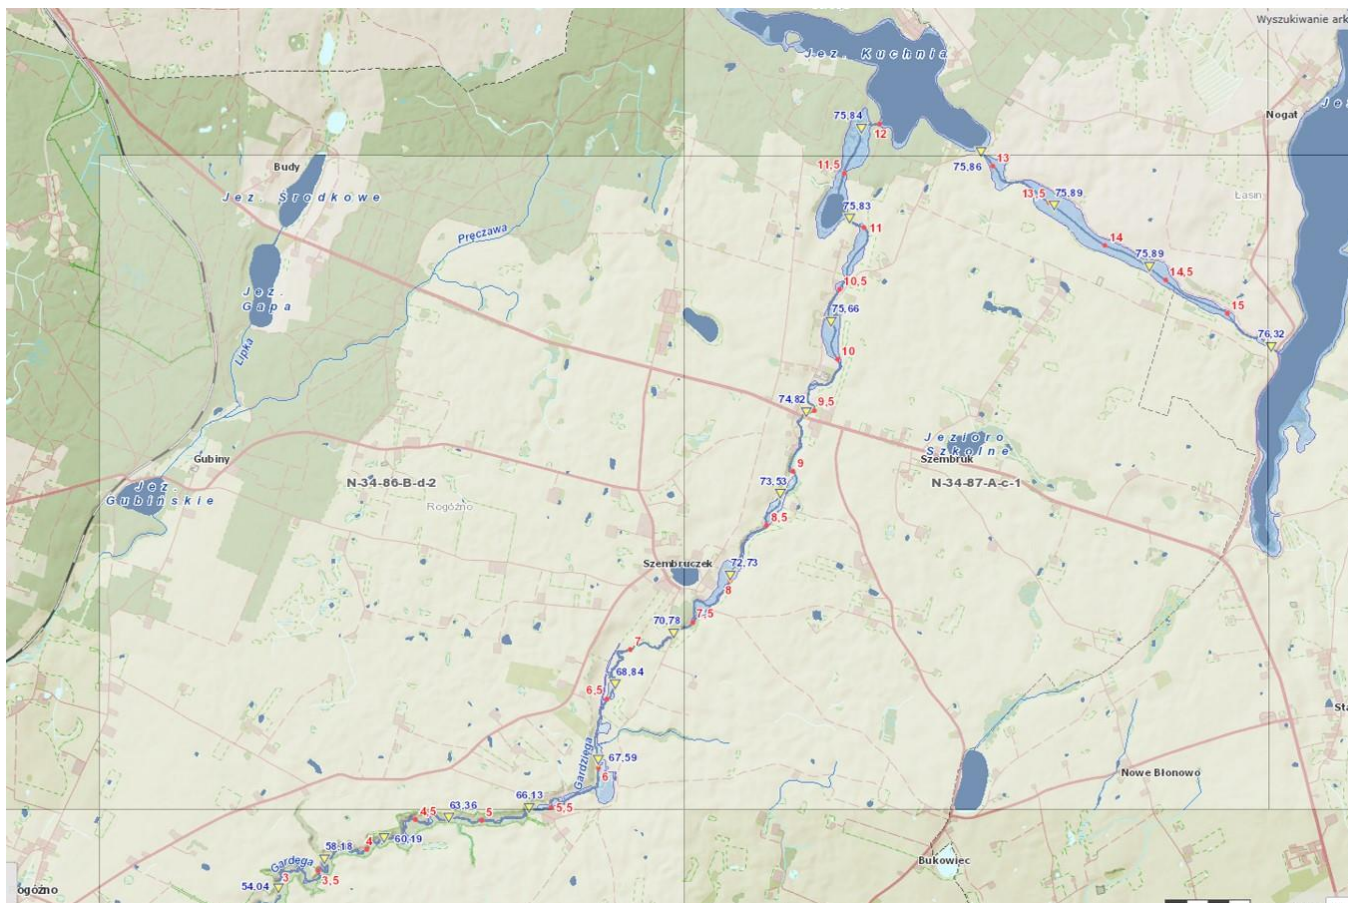 Wyszukiwanie ark
Jez. Kuchnia
75,84
12
Nogat
Je
Budy
11,5
13
75,86
Jez. Środkowe
13,5
75,89
Łasin
75,83
11
Pręczawa
14
75,89
14,5
Jez.
Gapa
10,5
75,66
15
76,32
Lipka
10
74,82
9,5
Jezioro
Szkolne
Szembruk
Gubiny
9
Jez.
Gubińskie
N-34-86-B-d-2
N-34-87-A-c-1
73,53
Rogóźno
8,5
Szembruczek
72,73
8
7,5
70,78
7
68,84
6,5
Sta
Gardzięga
67,59
6
Nowe Błonowo
66,13
5,5
63,36
4,5
5
60,19
4
58,18
Gardęga
Bukowiec
3
3,5
54,04
ogóźno